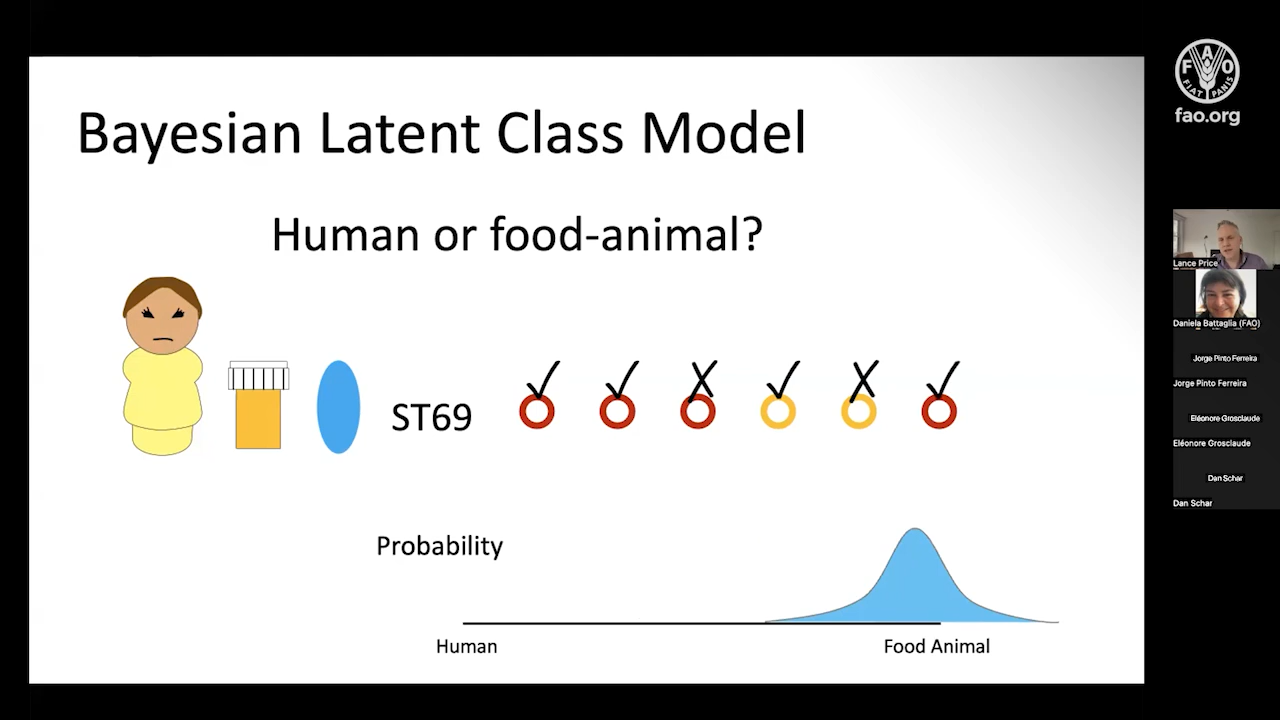 Bayesian Latent Class Model
Human or food-animal?
ST69
Probability
Human
Food Animal
FAO
FIAT PANIS
fao.org
Lance Price
Daniela Battaglia (FAO)
Jorge Pinto Ferreira
Jorge Pinto Ferreira
Eléonore Grosclaude
Eléonore Grosclaude
Dan Schar
Dan Schar